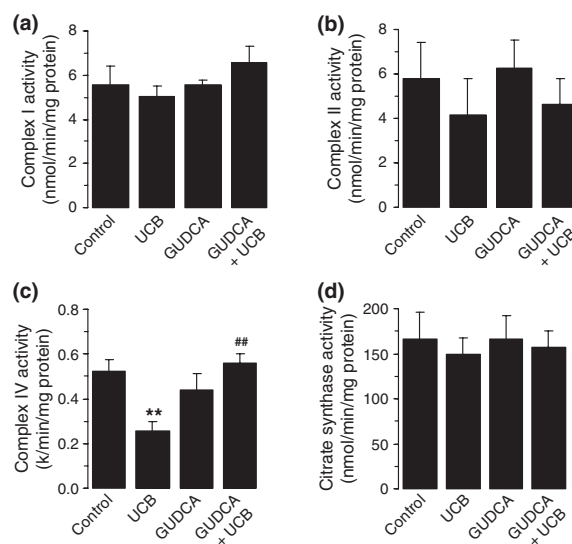 (a)
Complex I activity
(nmol/min/mg protein)
8
6
4
2
0
Control
UCB
GUDCA
GUDCA
+ UCB
(b)
Complex II activity
(nmol/min/mg protein)
8
6
4
2
0
Control
UCB
GUDCA
GUDCA
+ UCB
(c)
Complex IV activity
(k/min/mg protein)
0.8
0.6
0.4
0.2
0.0
**
##
Control
UCB
GUDCA
GUDCA
+ UCB
(d)
Citrate synthase activity
(nmol/min/mg protein)
200
150
100
50
0
Control
UCB
GUDCA
GUDCA
+ UCB